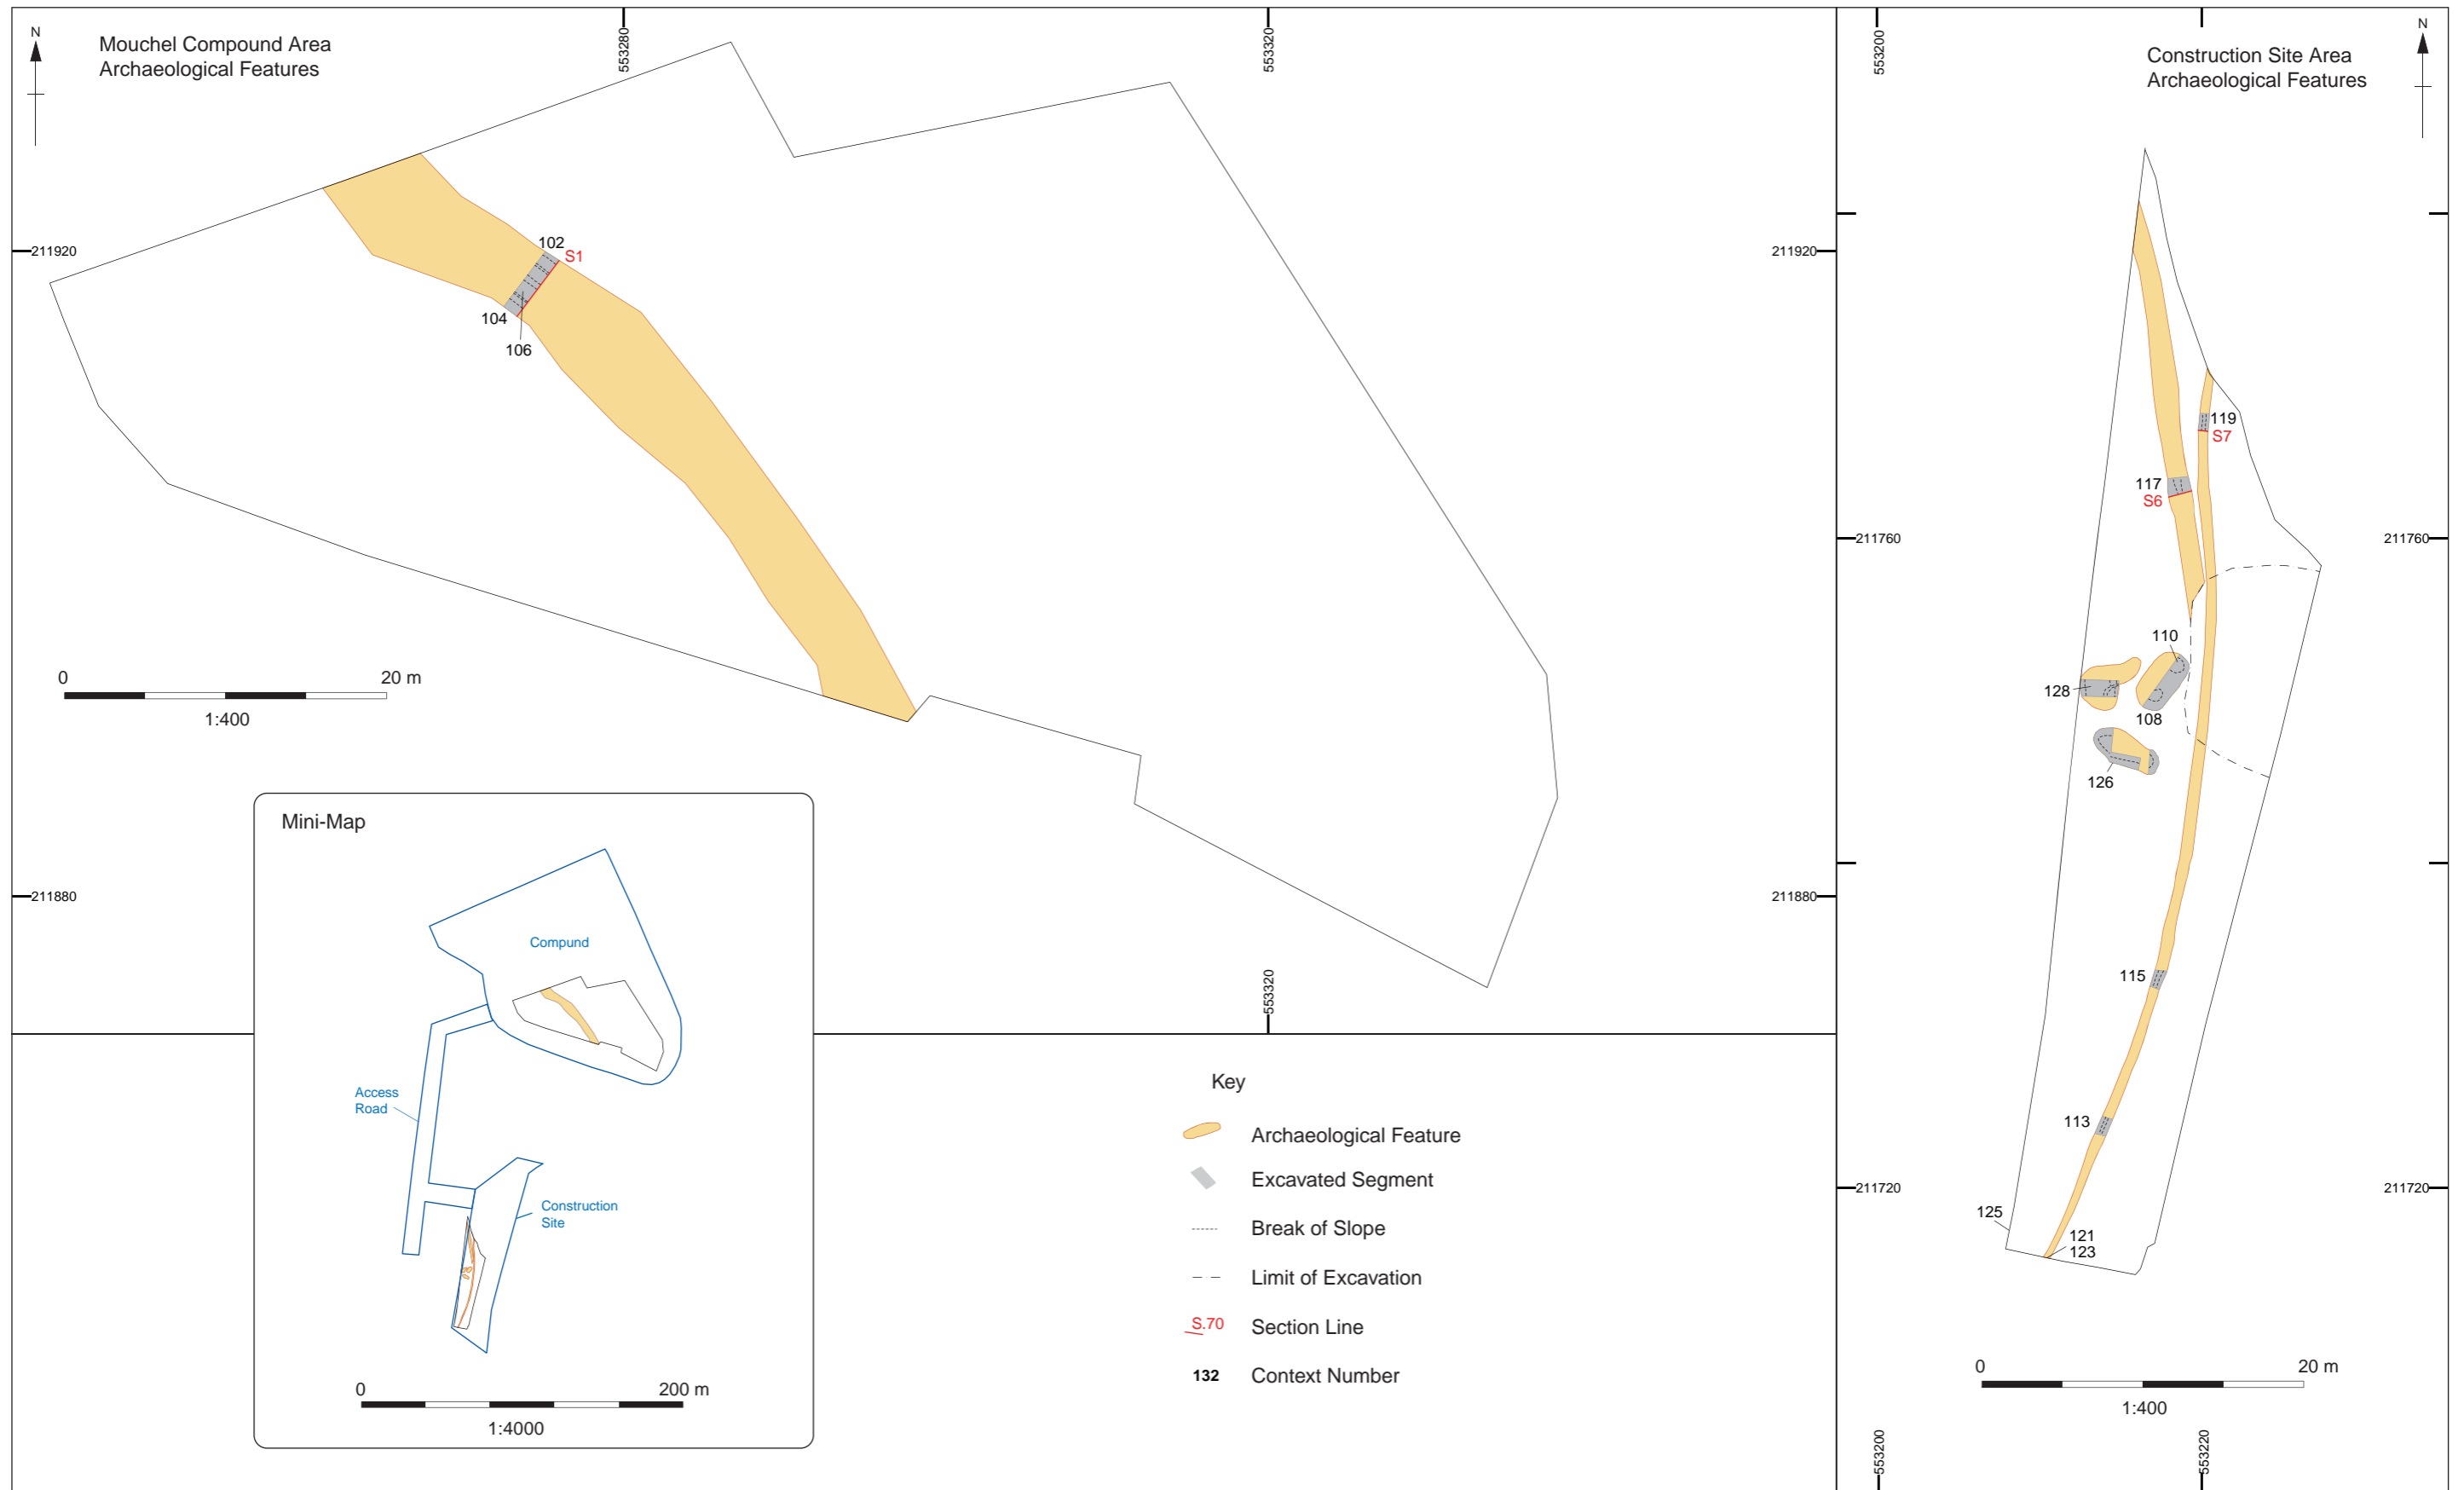 N
Mouchel Compound Area
Archaeological Features
553280
553320
211920
211920
102
S1
104
106
0
20 m
1:400
211880
211880
553320
Mini-Map
Compund
Access
Road
Construction
Site
0
200 m
1:4000
Key
Archaeological Feature
Excavated Segment
Break of Slope
Limit of Excavation
S.70
Section Line
132
Context Number
553200
N
Construction Site Area
Archaeological Features
119
S7
117
S6
211760
211760
110
128
108
126
115
113
211720
211720
125
121
123
0
20 m
1:400
553200
553220